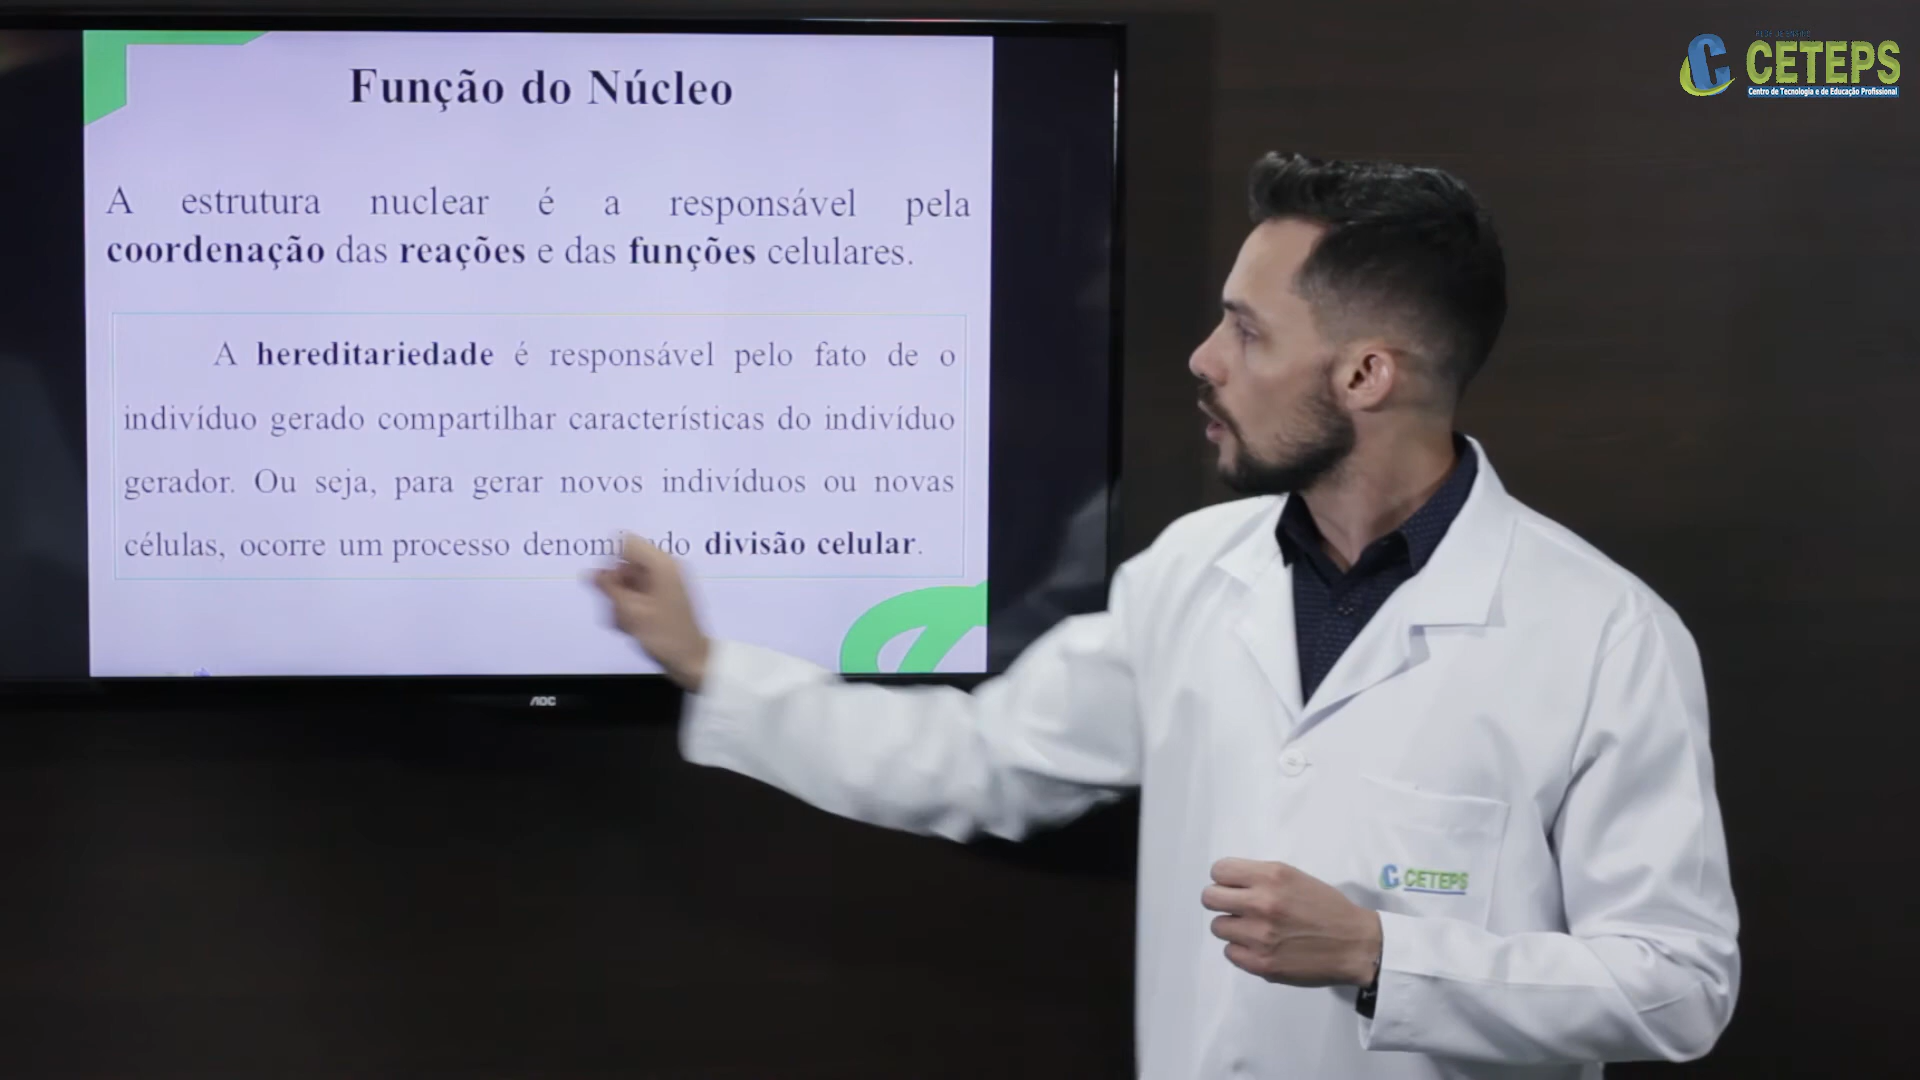 Função do Núcleo
A estrutura nuclear é a responsável pela
coordenação das reações e das funções celulares.
A hereditariedade é responsável pelo fato de o
indivíduo gerado compartilhar características do indivíduo
gerador. Ou seja, para gerar novos indivíduos ou novas
células, ocorre um processo divisão celular.
AOC
CETEPS
Centro de Tecnologia e de Educação Profissional
CETEPS